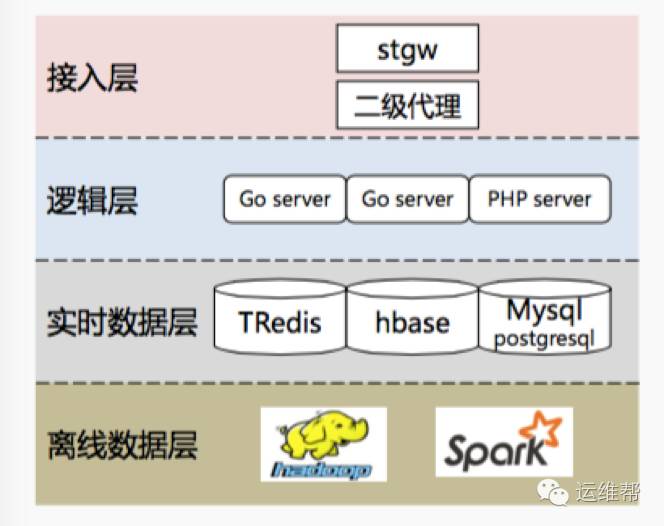 stgw
接入层
二级代理
逻辑层
Go server
Go server
PHP server
实时数据层
TRedis
hbase
Mysql
postgresql
离线数据层
hadoop
Spark
运维帮